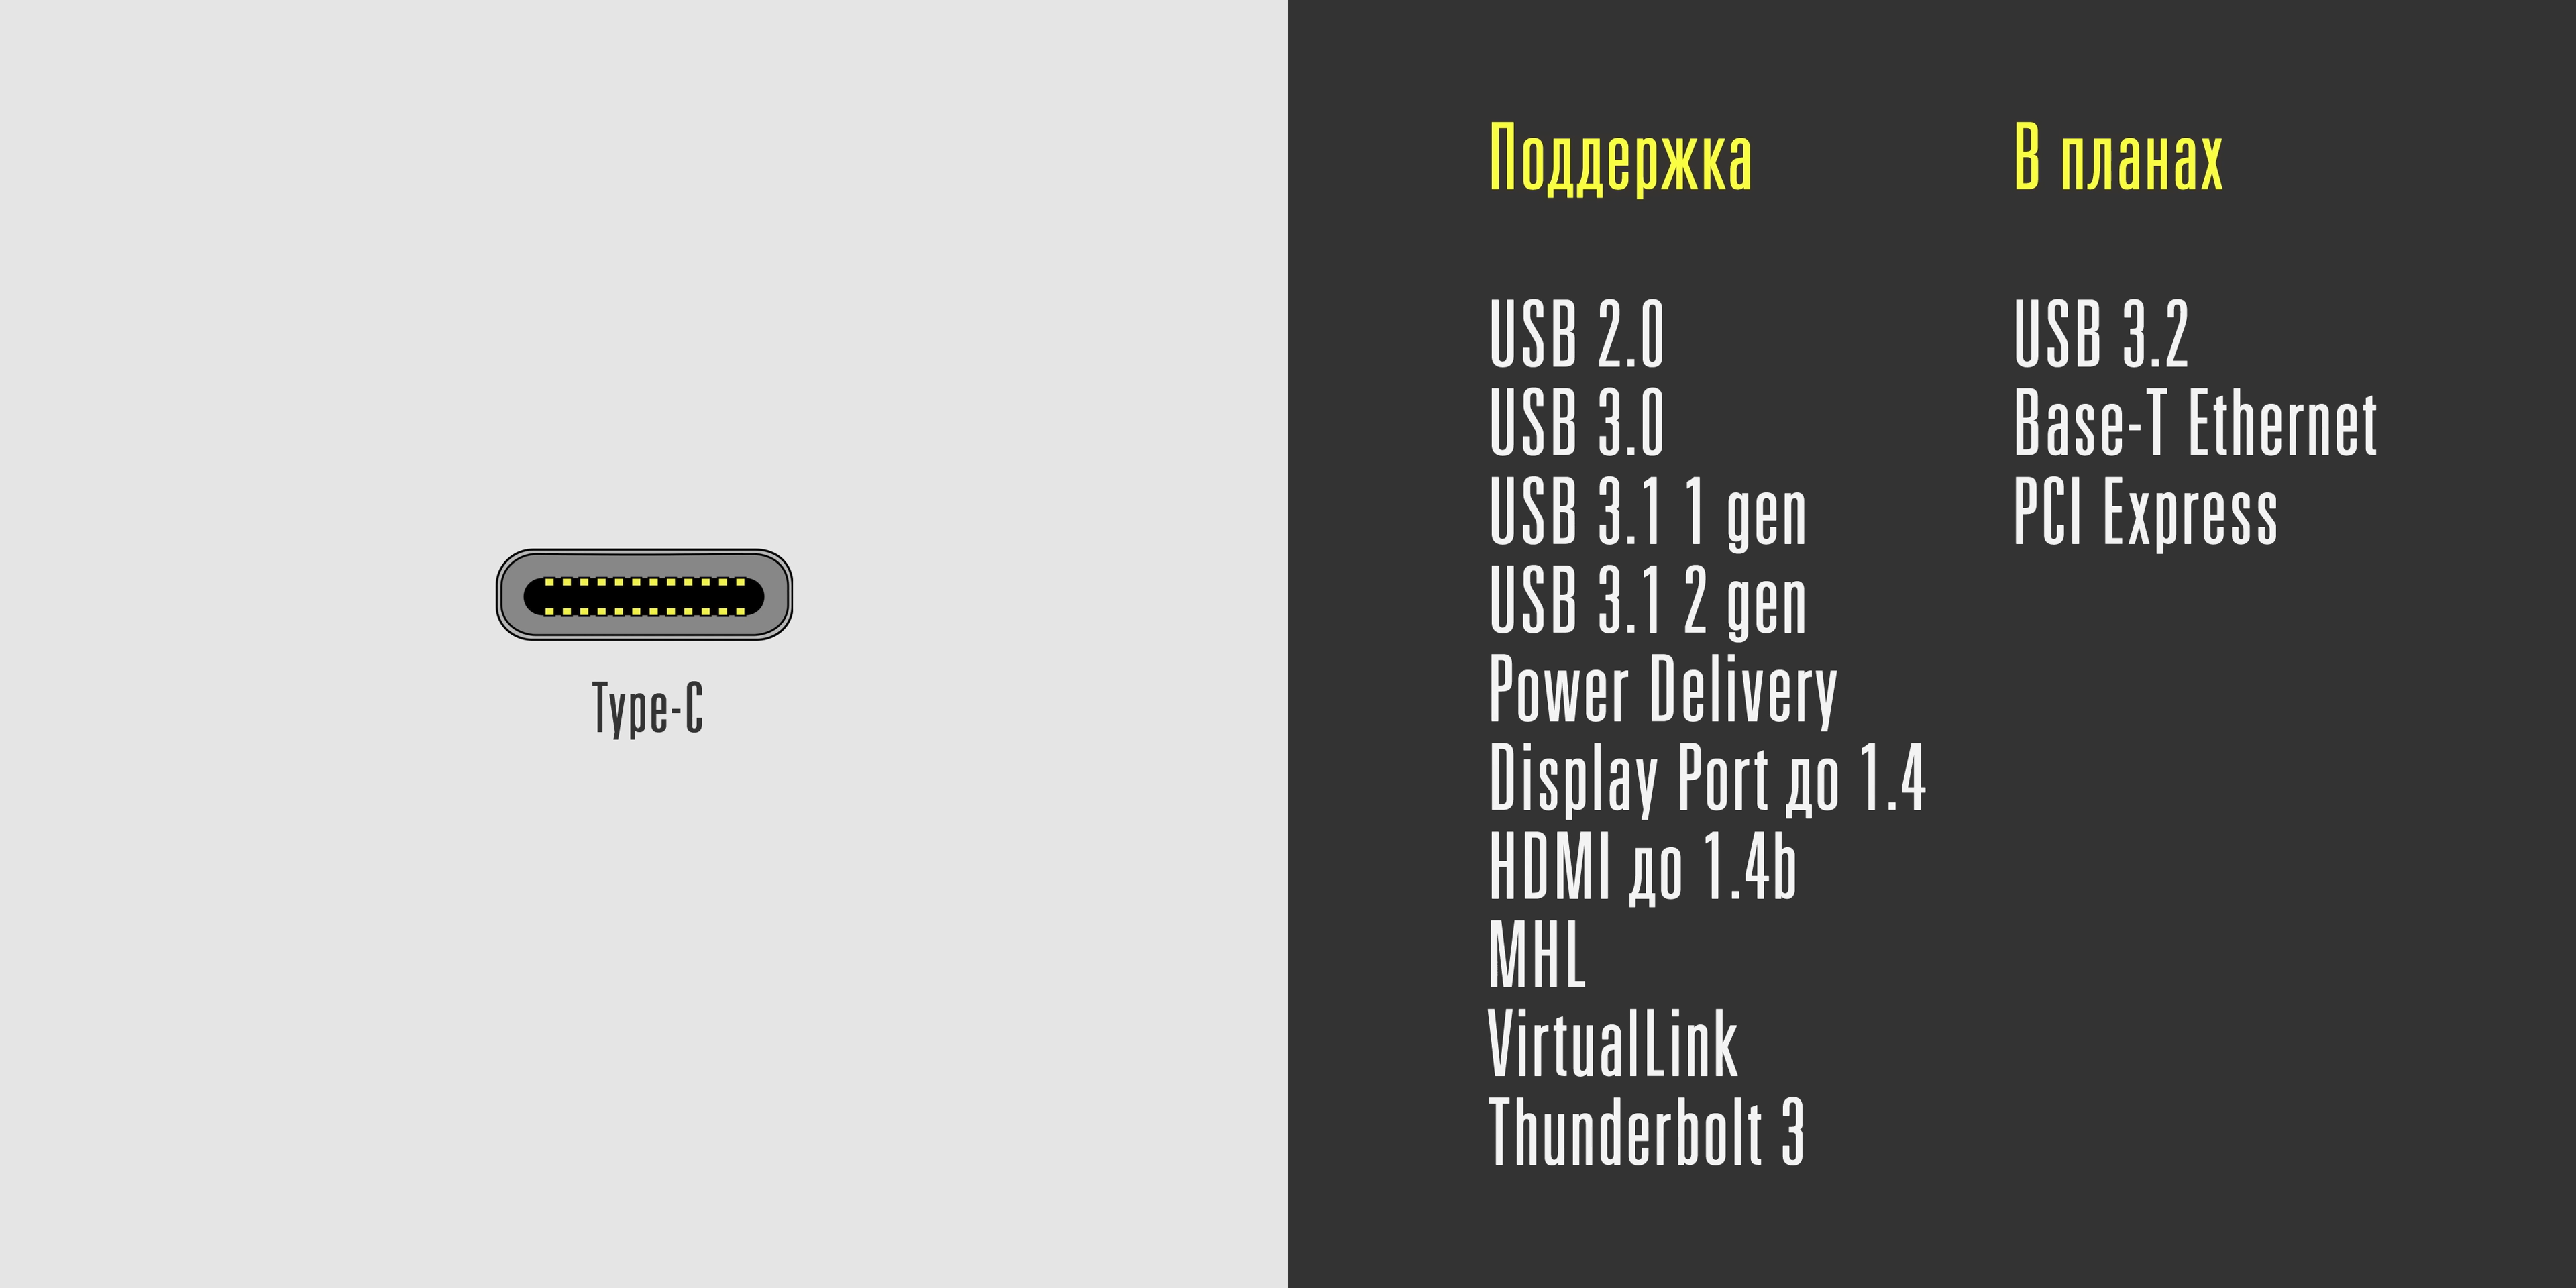 Type-C
Поддержка
USB 2.0
USB 3.0
USB 3.1 1 gen
USB 3.1 2 gen
Power Delivery
Display Port до 1.4
HDMI до 1.4b
MHL
VirtualLink
Thunderbolt 3
В планах
USB 3.2
Base-T Ethernet
PCI Express